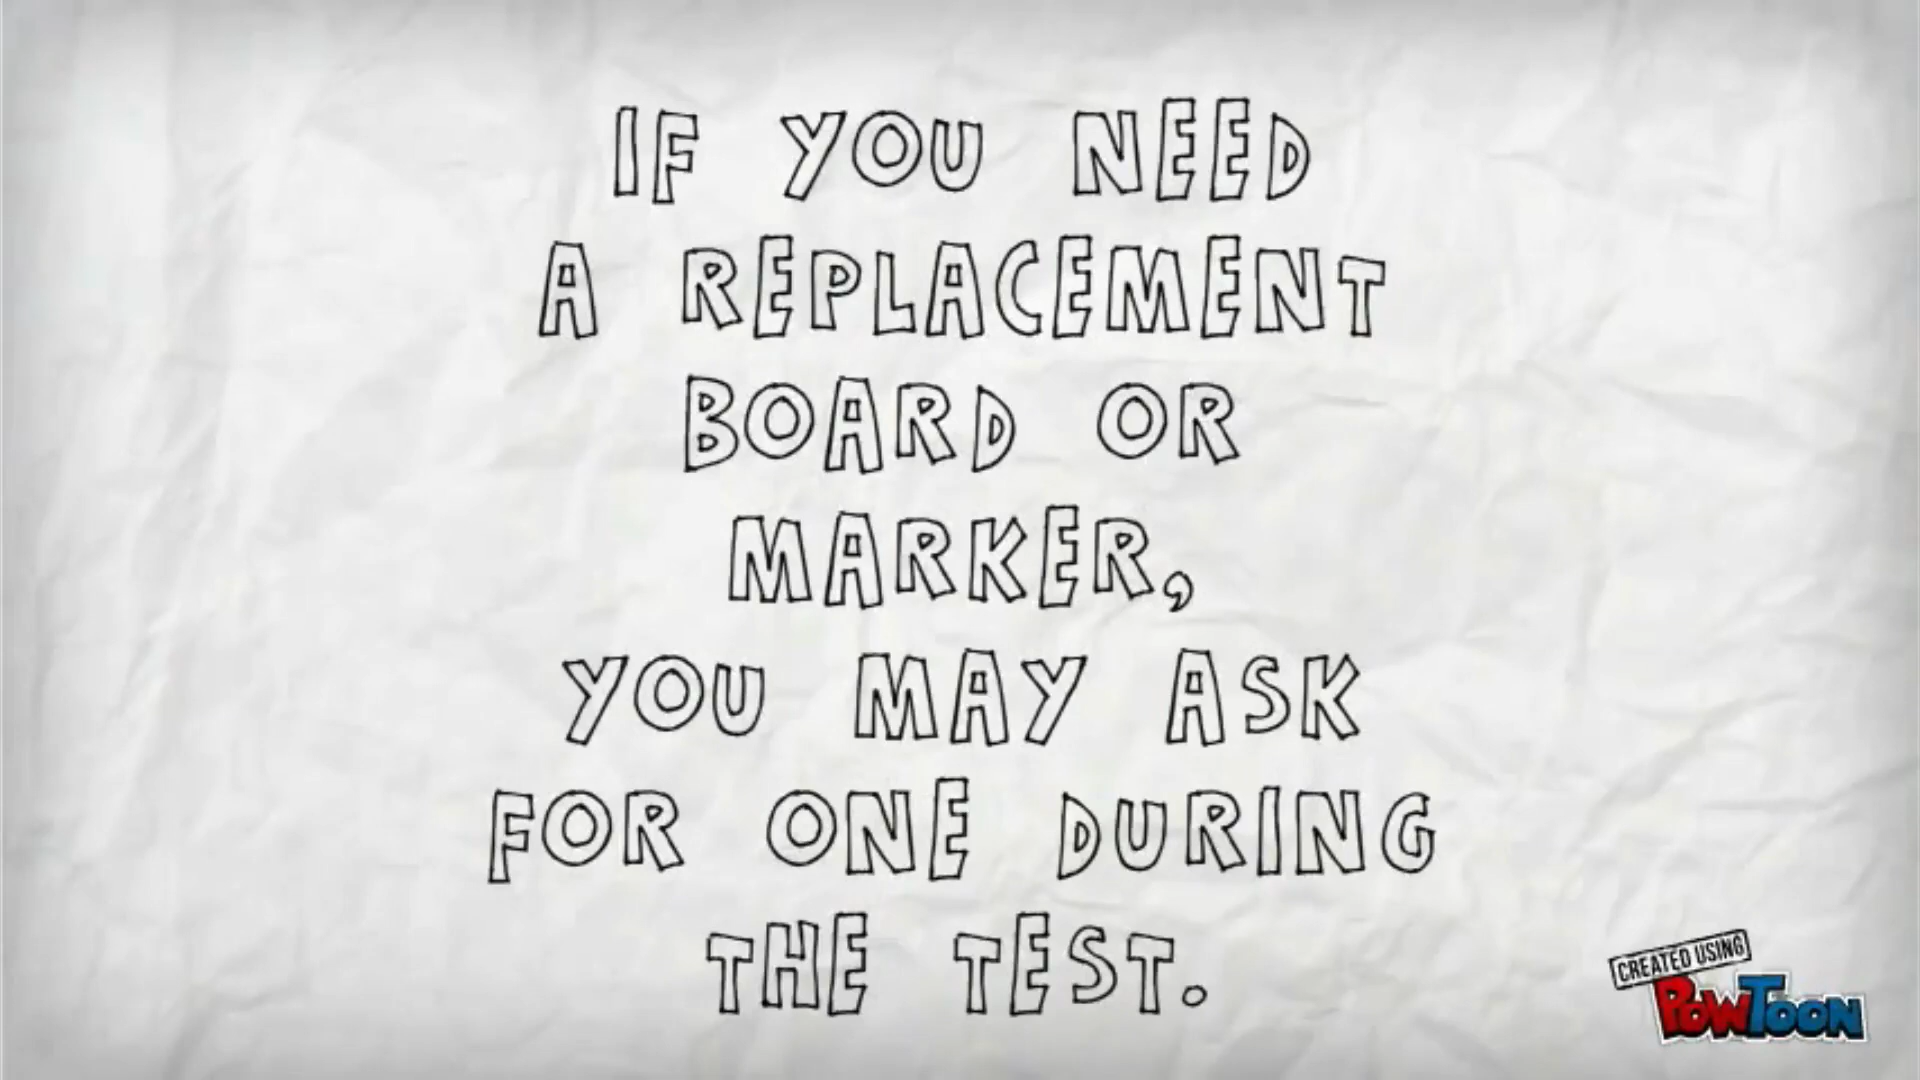 IF YOU NEED
A REPLACEMENT
BOARD OR
MARKER,
YOU MAY ASK
FOR ONE DURING
THE TEST.
CREATED USING
POWTOON